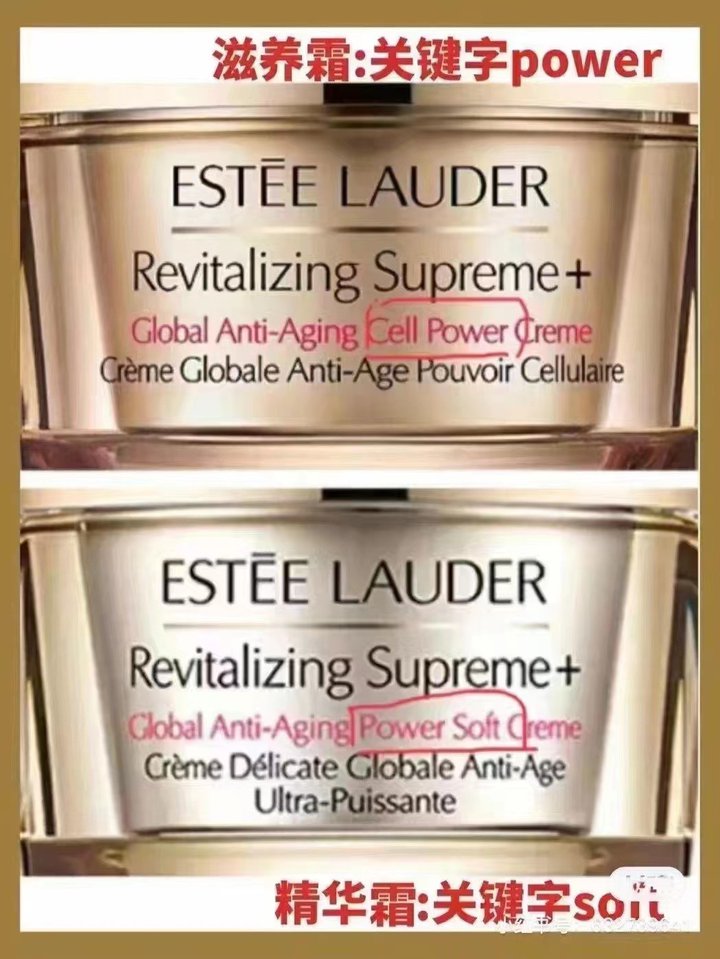 滋养霜:关键字power
ESTĒE LAUDER
Revitalizing Supreme+
Global Anti-Aging Cell Power Creme
Crème Globale Anti-Age Pouvoir Cellulaire
ESTĒE LAUDER
Revitalizing Supreme+
Global Anti-Aging Power Soft Creme
Crème Délicate Globale Anti-Age
Ultra-Puissante
精华霜:关键字soft